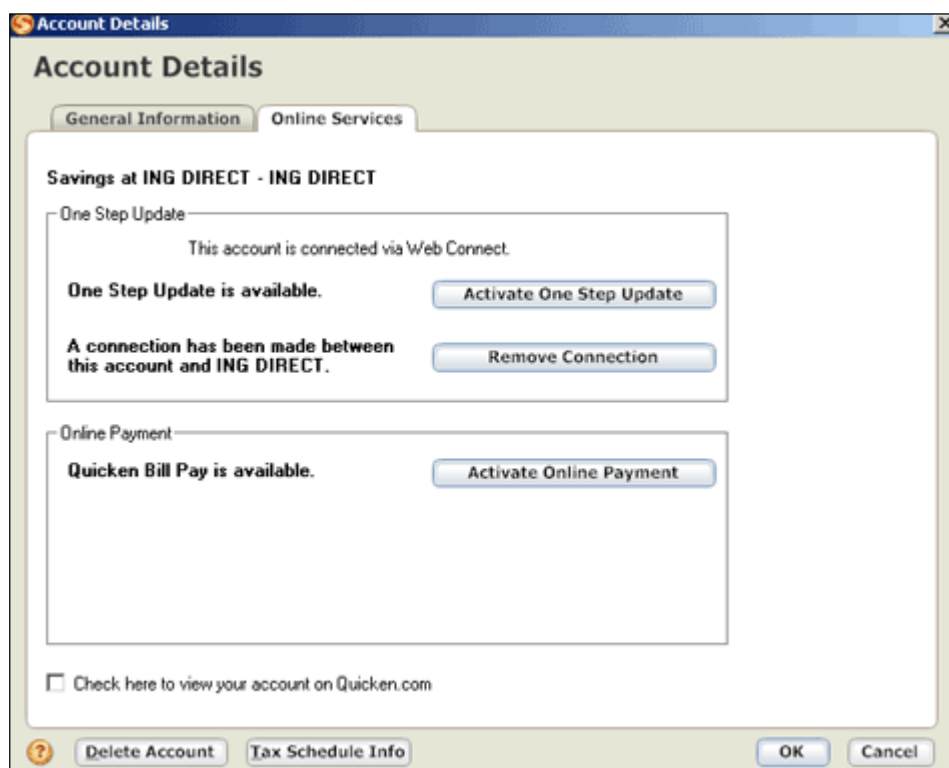 Account Details
Account Details
General Information Online Services
Savings at ING DIRECT - ING DIRECT
One Step Update
This account is connected via Web Connect.
One Step Update is available. Activate One Step Update
A connection has been made between
this account and ING DIRECT. Remove Connection
Online Payment
Quicken Bill Pay is available. Activate Online Payment
Check here to view your account on Quicken.com
? Delete Account Tax Schedule Info OK Cancel